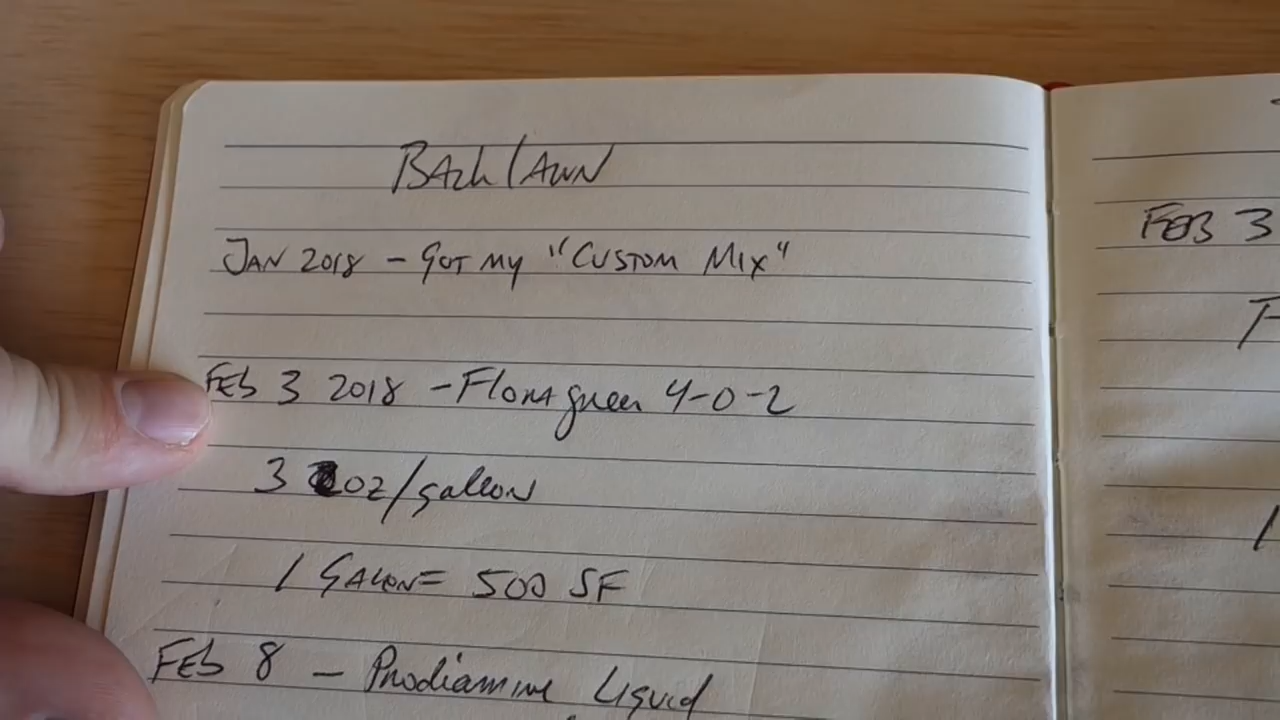 BACK LAWN
JAN 2018 - GOT MY "CUSTOM MIX"
FEB 3 2018 - Floragreen 4-0-2
3 oz/gallon
1 GALLON = 500 SF
FEB 8 - Prodiamine Liquid
FEB 3